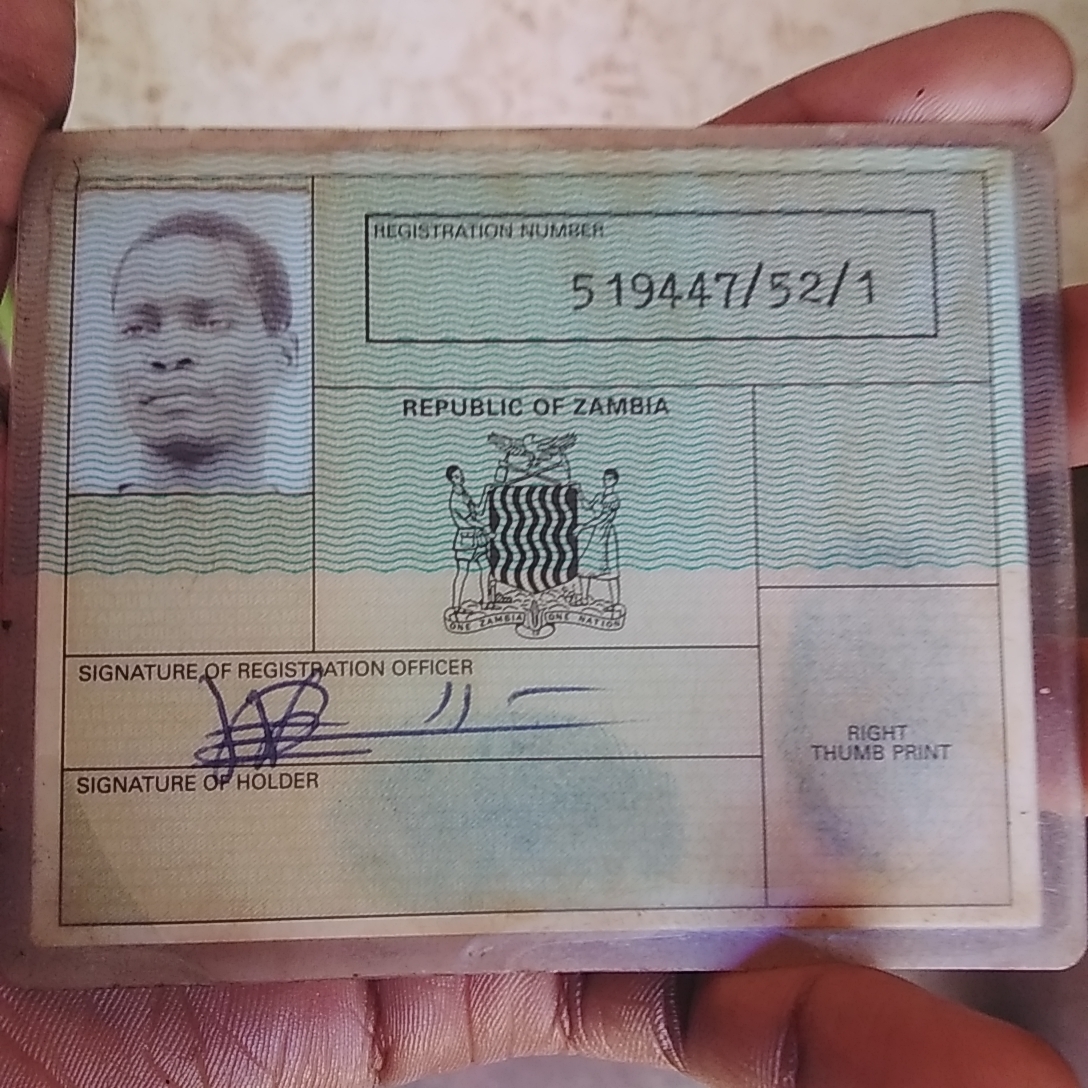 REGISTRATION NUMBER
519447/52/1
REPUBLIC OF ZAMBIA
ONE ZAMBIA ONE NATION
SIGNATURE OF REGISTRATION OFFICER
SIGNATURE OF HOLDER
RIGHT
THUMB PRINT